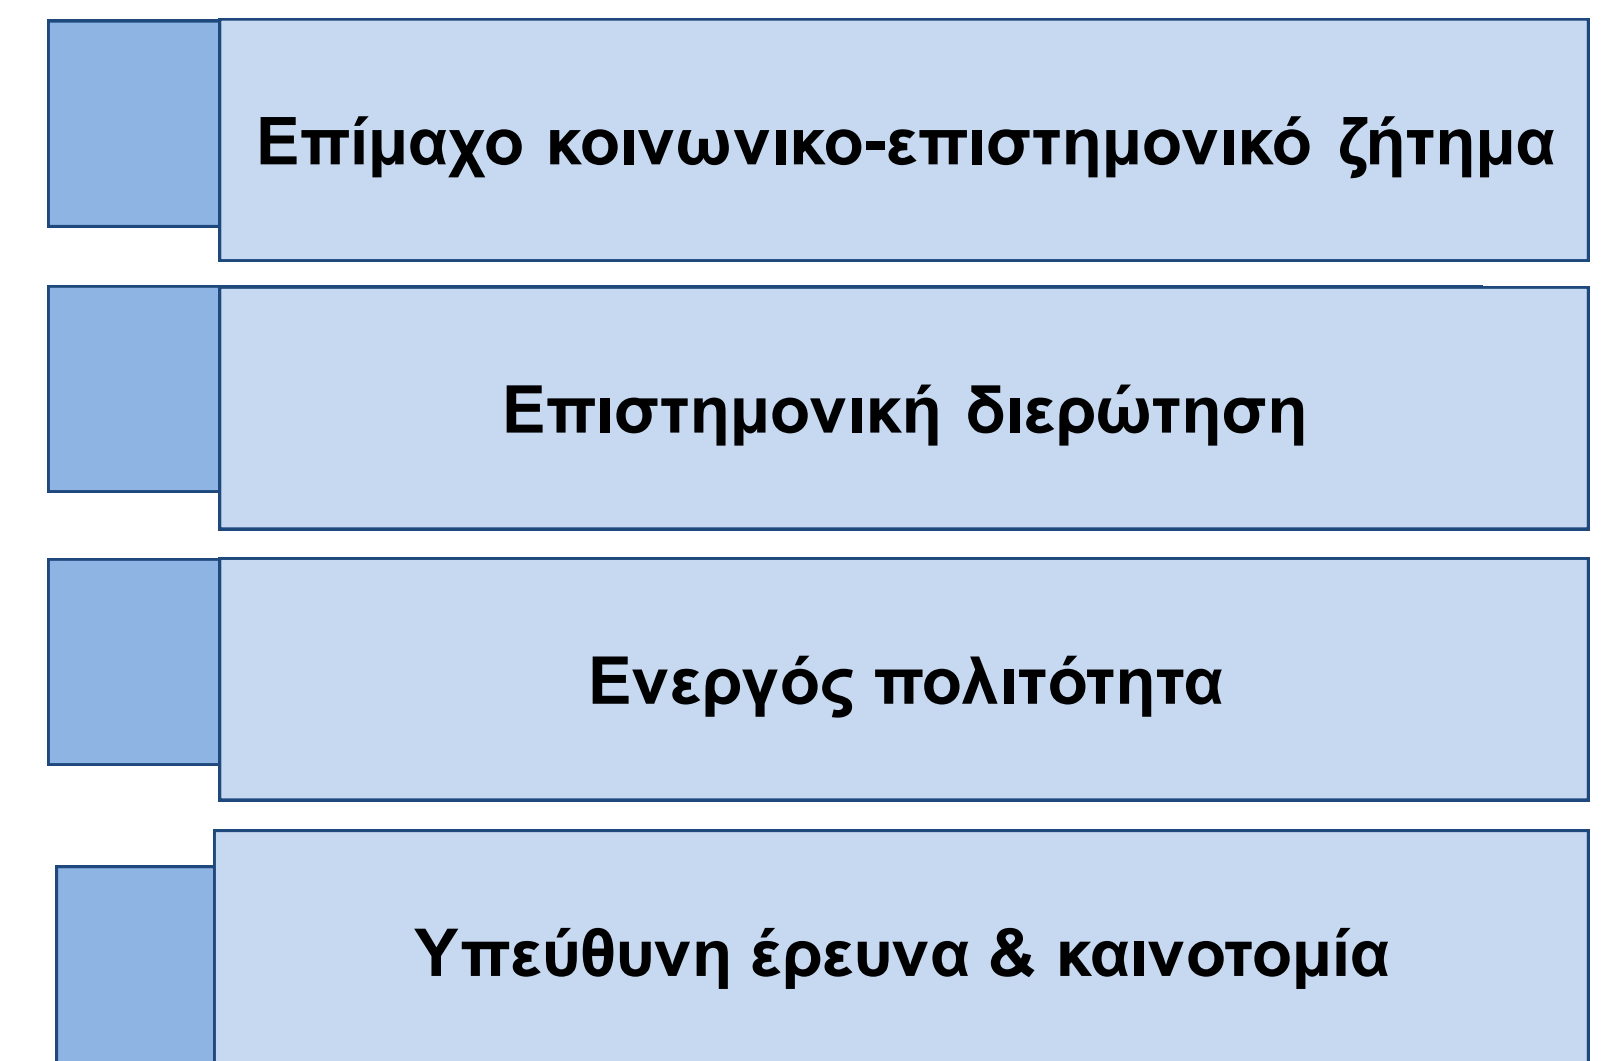 Επίμαχο κοινωνικο-επιστημονικό ζήτημα
Επιστημονική διερώτηση
Ενεργός πολιτότητα
Υπεύθυνη έρευνα & καινοτομία